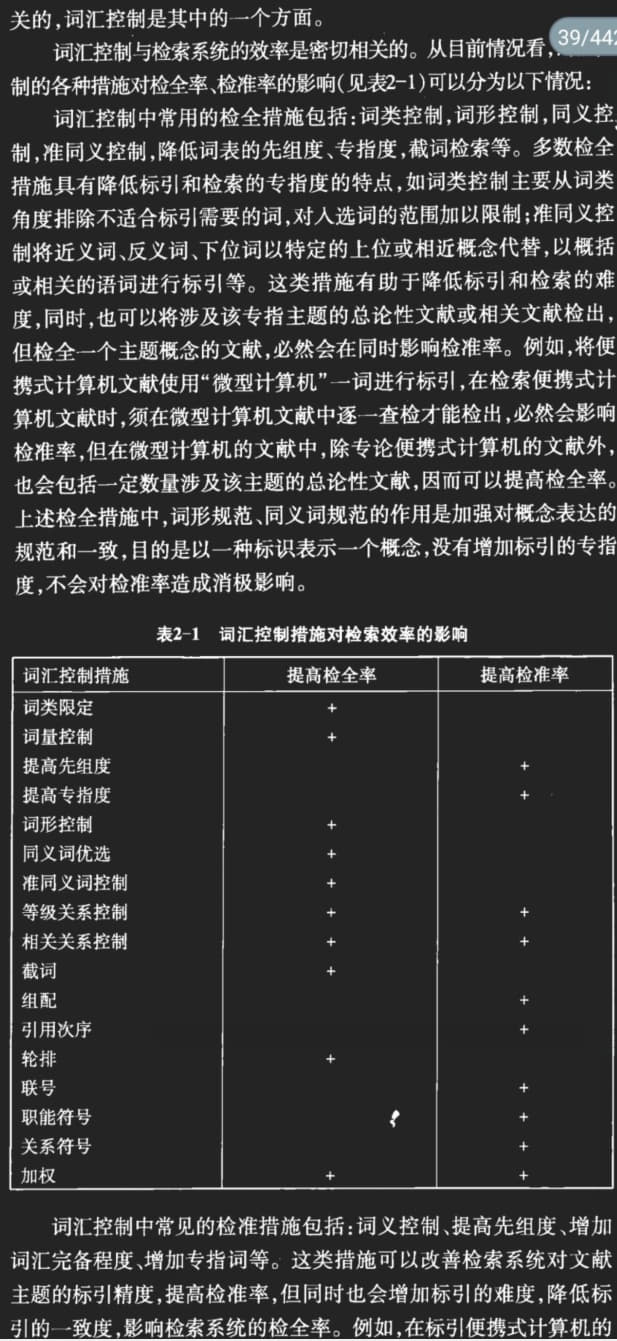 关的,词汇控制是其中的一个方面。
39/442
词汇控制与检索系统的效率是密切相关的。从目前情况看,
制的各种措施对检全率、检准率的影响(见表2-1)可以分为以下情况:
词汇控制中常用的检全措施包括:词类控制,词形控制,同义控
制,准同义控制,降低词表的先组度、专指度,截词检索等。多数检全
措施具有降低标引和检索的专指度的特点,如词类控制主要从词类
角度排除不适合标引需要的词,对入选词的范围加以限制;准同义控
制将近义词、反义词、下位词以特定的上位或相近概念代替,以概括
或相关的语词进行标引等。这类措施有助于降低标引和检索的难
度,同时,也可以将涉及该专指主题的总论性文献或相关文献检出,
但检全一个主题概念的文献,必然会在同时影响检准率。例如,将便
携式计算机文献使用“微型计算机”一词进行标引,在检索便携式计
算机文献时,须在微型计算机文献中逐一查检才能检出,必然会影响
检准率,但在微型计算机的文献中,除专论便携式计算机的文献外,
也会包括一定数量涉及该主题的总论性文献,因而可以提高检全率。
上述检全措施中,词形规范、同义词规范的作用是加强对概念表达的
规范和一致,目的是以一种标识表示一个概念,没有增加标引的专指
度,不会对检准率造成消极影响。
表2-1 词汇控制措施对检索效率的影响
词汇控制措施 提高检全率 提高检准率
词类限定 +
词量控制 +
提高先组度 +
提高专指度 +
词形控制 +
同义词优选 +
准同义词控制 +
等级关系控制 + +
相关关系控制 + +
截词 +
组配 +
引用次序 +
轮排 +
联号 +
职能符号 +
关系符号 +
加权 + +
词汇控制中常见的检准措施包括:词义控制、提高先组度、增加
词汇完备程度、增加专指词等。这类措施可以改善检索系统对文献
主题的标引精度,提高检准率,但同时也会增加标引的难度,降低标
引的一致度,影响检索系统的检全率。例如,在标引便携式计算机的